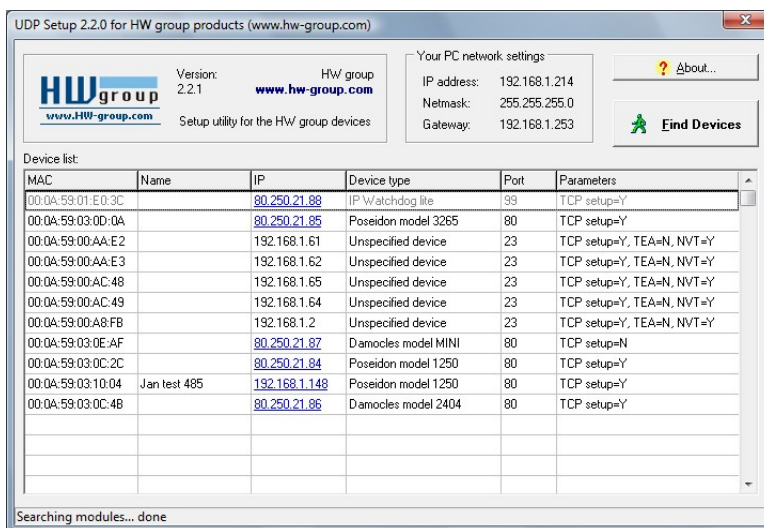 UDP Setup 2.2.0 for HW group products (www.hw-group.com)
HWgroup
www.HW-group.com
Version: HW group
2.2.1 www.hw-group.com
Setup utility for the HW group devices
Your PC network settings
IP address: 192.168.1.214
Netmask: 255.255.255.0
Gateway: 192.168.1.253
? About...
Find Devices
Device list:
MAC Name IP Device type Port Parameters
00:0A:59:01:E0:3C 80.250.21.88 IP Watchdog lite 99 TCP setup=Y
00:0A:59:03:0D:0A 80.250.21.85 Poseidon model 3265 80 TCP setup=Y
00:0A:59:00:AA:E2 192.168.1.61 Unspecified device 23 TCP setup=Y, TEA=N, NVT=Y
00:0A:59:00:AA:E3 192.168.1.62 Unspecified device 23 TCP setup=Y, TEA=N, NVT=Y
00:0A:59:00:AC:48 192.168.1.65 Unspecified device 23 TCP setup=Y, TEA=N, NVT=Y
00:0A:59:00:AC:49 192.168.1.64 Unspecified device 23 TCP setup=Y, TEA=N, NVT=Y
00:0A:59:00:A8:FB 192.168.1.2 Unspecified device 23 TCP setup=Y, TEA=N, NVT=Y
00:0A:59:03:0E:AF 80.250.21.87 Damocles model MINI 80 TCP setup=N
00:0A:59:03:0C:2C 80.250.21.84 Poseidon model 1250 80 TCP setup=Y
00:0A:59:03:10:04 Jan test 485 192.168.1.148 Poseidon model 1250 80 TCP setup=Y
00:0A:59:03:0C:4B 80.250.21.86 Damocles model 2404 80 TCP setup=Y
Searching modules... done